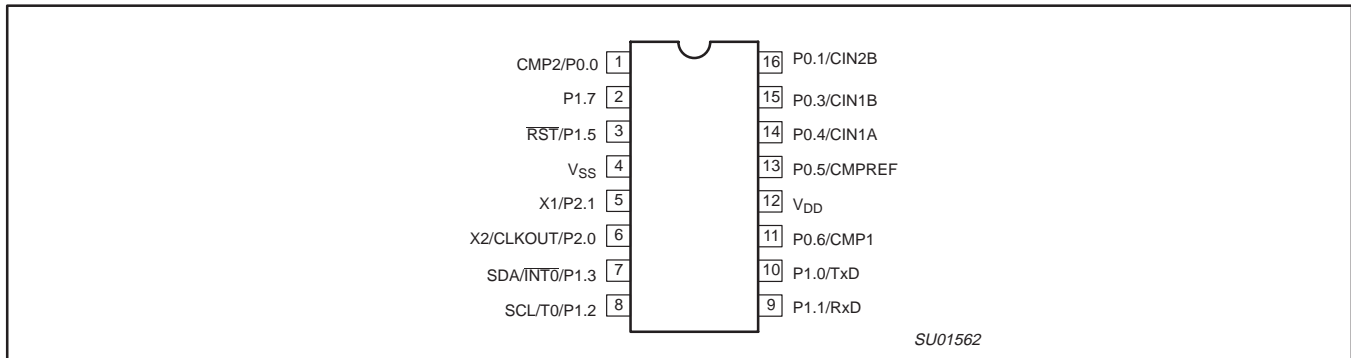 CMP2/P0.0 1 16 P0.1/CIN2B
P1.7 2 15 P0.3/CIN1B
R̅S̅T̅/P1.5 3 14 P0.4/CIN1A
VSS 4 13 P0.5/CMPREF
X1/P2.1 5 12 VDD
X2/CLKOUT/P2.0 6 11 P0.6/CMP1
SDA/I̅N̅T̅0̅/P1.3 7 10 P1.0/TxD
SCL/T0/P1.2 8 9 P1.1/RxD
SU01562